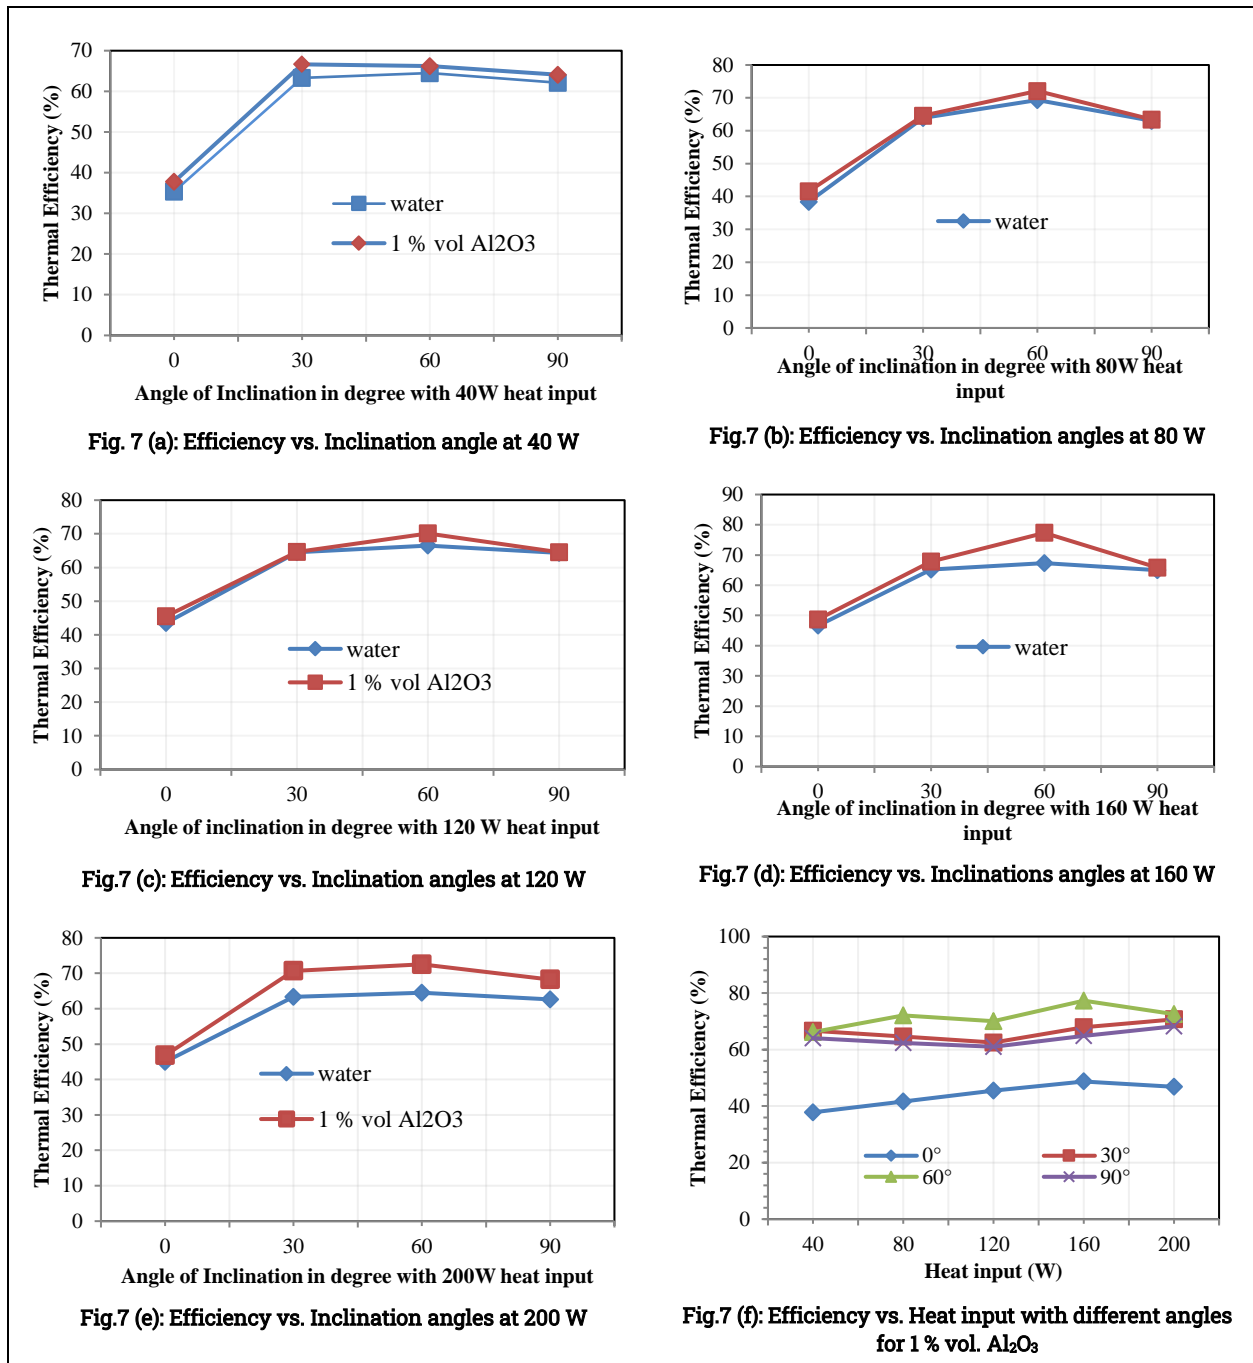 70
60
50
40
30
20
10
0
Thermal Efficiency (%)
water
1 % vol Al2O3
0 30 60 90
Angle of Inclination in degree with 40W heat input
Fig. 7 (a): Efficiency vs. Inclination angle at 40 W
80
70
60
50
40
30
20
10
0
Thermal Efficiency (%)
water
0 30 60 90
Angle of inclination in degree with 80W heat
input
Fig.7 (b): Efficiency vs. Inclination angles at 80 W
80
70
60
50
40
30
20
10
0
Thermal Efficiency (%)
water
1 % vol Al2O3
0 30 60 90
Angle of inclination in degree with 120 W heat input
Fig.7 (c): Efficiency vs. Inclination angles at 120 W
90
80
70
60
50
40
30
20
10
0
Thermal Efficiency (%)
water
0 30 60 90
Angle of inclination in degree with 160 W heat
input
Fig.7 (d): Efficiency vs. Inclinations angles at 160 W
80
70
60
50
40
30
20
10
0
Thermal Efficiency (%)
water
1 % vol Al2O3
0 30 60 90
Angle of Inclination in degree with 200W heat input
Fig.7 (e): Efficiency vs. Inclination angles at 200 W
100
80
60
40
20
0
Thermal Efficiency (%)
0° 30°
60° 90°
40 80 120 160 200
Heat input (W)
Fig.7 (f): Efficiency vs. Heat input with different angles
for 1 % vol. Al₂O₃